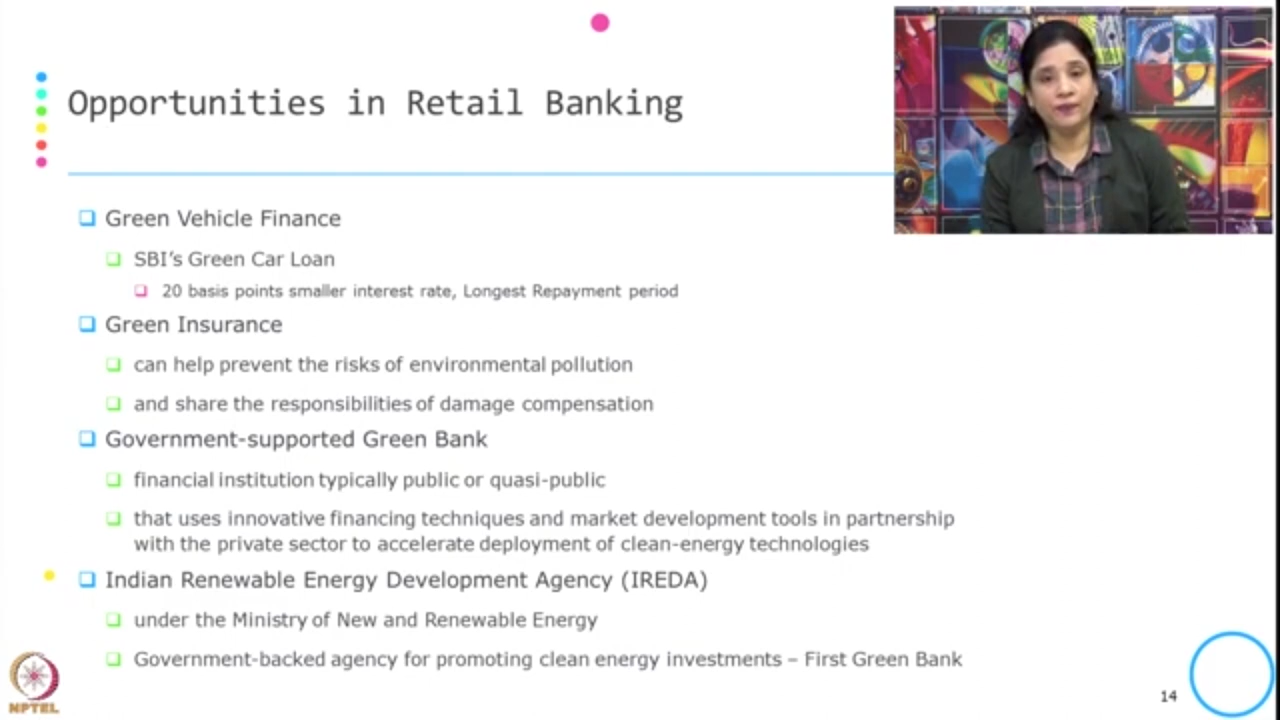 Opportunities in Retail Banking
Green Vehicle Finance
SBI's Green Car Loan
20 basis points smaller interest rate, Longest Repayment period
Green Insurance
can help prevent the risks of environmental pollution
and share the responsibilities of damage compensation
Government-supported Green Bank
financial institution typically public or quasi-public
that uses innovative financing techniques and market development tools in partnership
with the private sector to accelerate deployment of clean-energy technologies
Indian Renewable Energy Development Agency (IREDA)
under the Ministry of New and Renewable Energy
Government-backed agency for promoting clean energy investments – First Green Bank
NPTEL
14